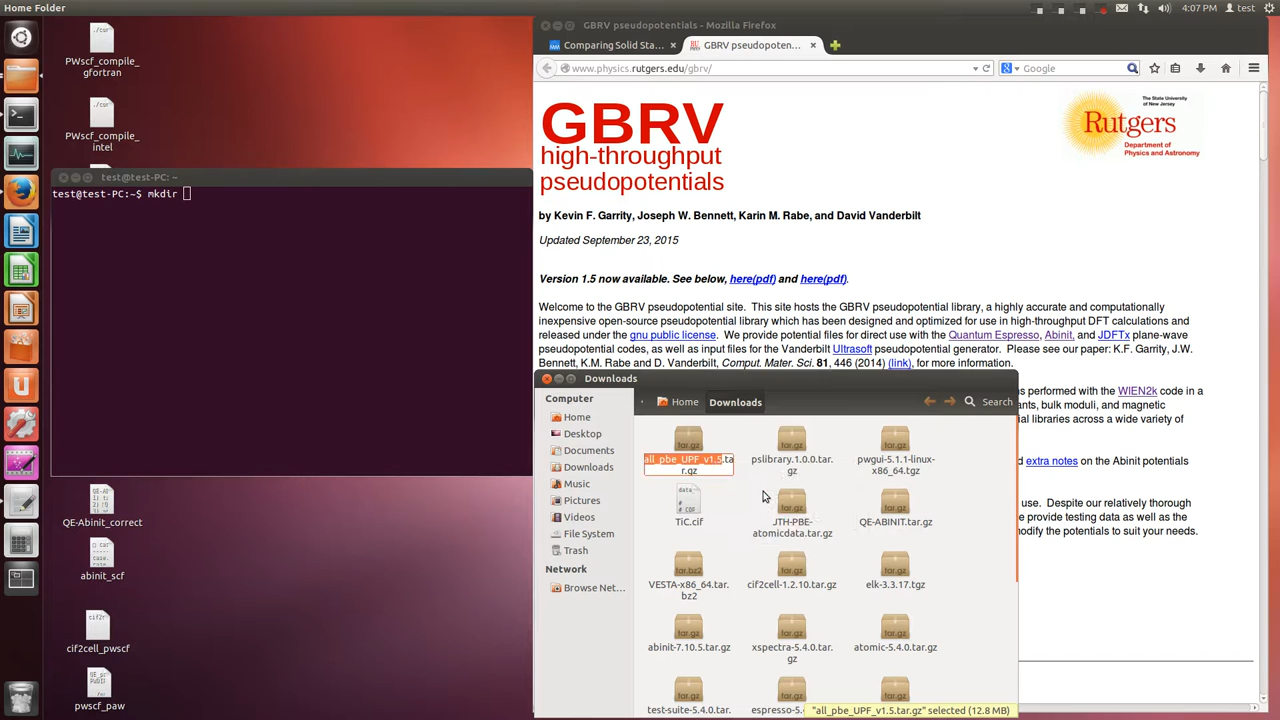 Home Folder
4:07 PM
test
PWscf_compile_
gfortran
PWscf_compile_
intel
test@test-PC: ~
test@test-PC:~$ mkdir
QE-Abinit_correct
abinit_scf
cif2cell_pwscf
pwscf_paw
GBRV pseudopotentials - Mozilla Firefox
Comparing Solid Sta...
GBRV pseudopoten...
www.physics.rutgers.edu/gbrv/
Google
GBRV
high-throughput
pseudopotentials
The State University
of New Jersey
Rutgers
Department of
Physics and Astronomy
by Kevin F. Garrity, Joseph W. Bennett, Karin M. Rabe, and David Vanderbilt
Updated September 23, 2015
Version 1.5 now available. See below, here(pdf) and here(pdf).
Welcome to the GBRV pseudopotential site. This site hosts the GBRV pseudopotential library, a highly accurate and computationally
inexpensive open-source pseudopotential library which has been designed and optimized for use in high-throughput DFT calculations and
released under the gnu public license. We provide potential files for direct use with the Quantum Espresso, Abinit, and JDFTx plane-wave
pseudopotential codes, as well as input files for the Vanderbilt Ultrasoft pseudopotential generator. Please see our paper: K.F. Garrity, J.W.
Bennett, K.M. Rabe and D. Vanderbilt, Comput. Mater. Sci. 81, 446 (2014) (link), for more information.
s performed with the WIEN2k code in a
ants, bulk moduli, and magnetic
ial libraries across a wide variety of
d extra notes on the Abinit potentials
use. Despite our relatively thorough
e provide testing data as well as the
modify the potentials to suit your needs.
Downloads
Computer
Home
Desktop
Documents
Downloads
Music
Pictures
Videos
File System
Trash
Network
Browse Net...
Home
Downloads
Search
all_pbe_UPF_v1.5.ta
r.gz
pslibrary.1.0.0.tar.
gz
pwgui-5.1.1-linux-
x86_64.tgz
TiC.cif
JTH-PBE-
atomicdata.tar.gz
QE-ABINIT.tar.gz
VESTA-x86_64.tar.
bz2
cif2cell-1.2.10.tar.gz
elk-3.3.17.tgz
abinit-7.10.5.tar.gz
xspectra-5.4.0.tar.
gz
atomic-5.4.0.tar.gz
test-suite-5.4.0.tar.
espresso-5.
"all_pbe_UPF_v1.5.tar.gz" selected (12.8 MB)